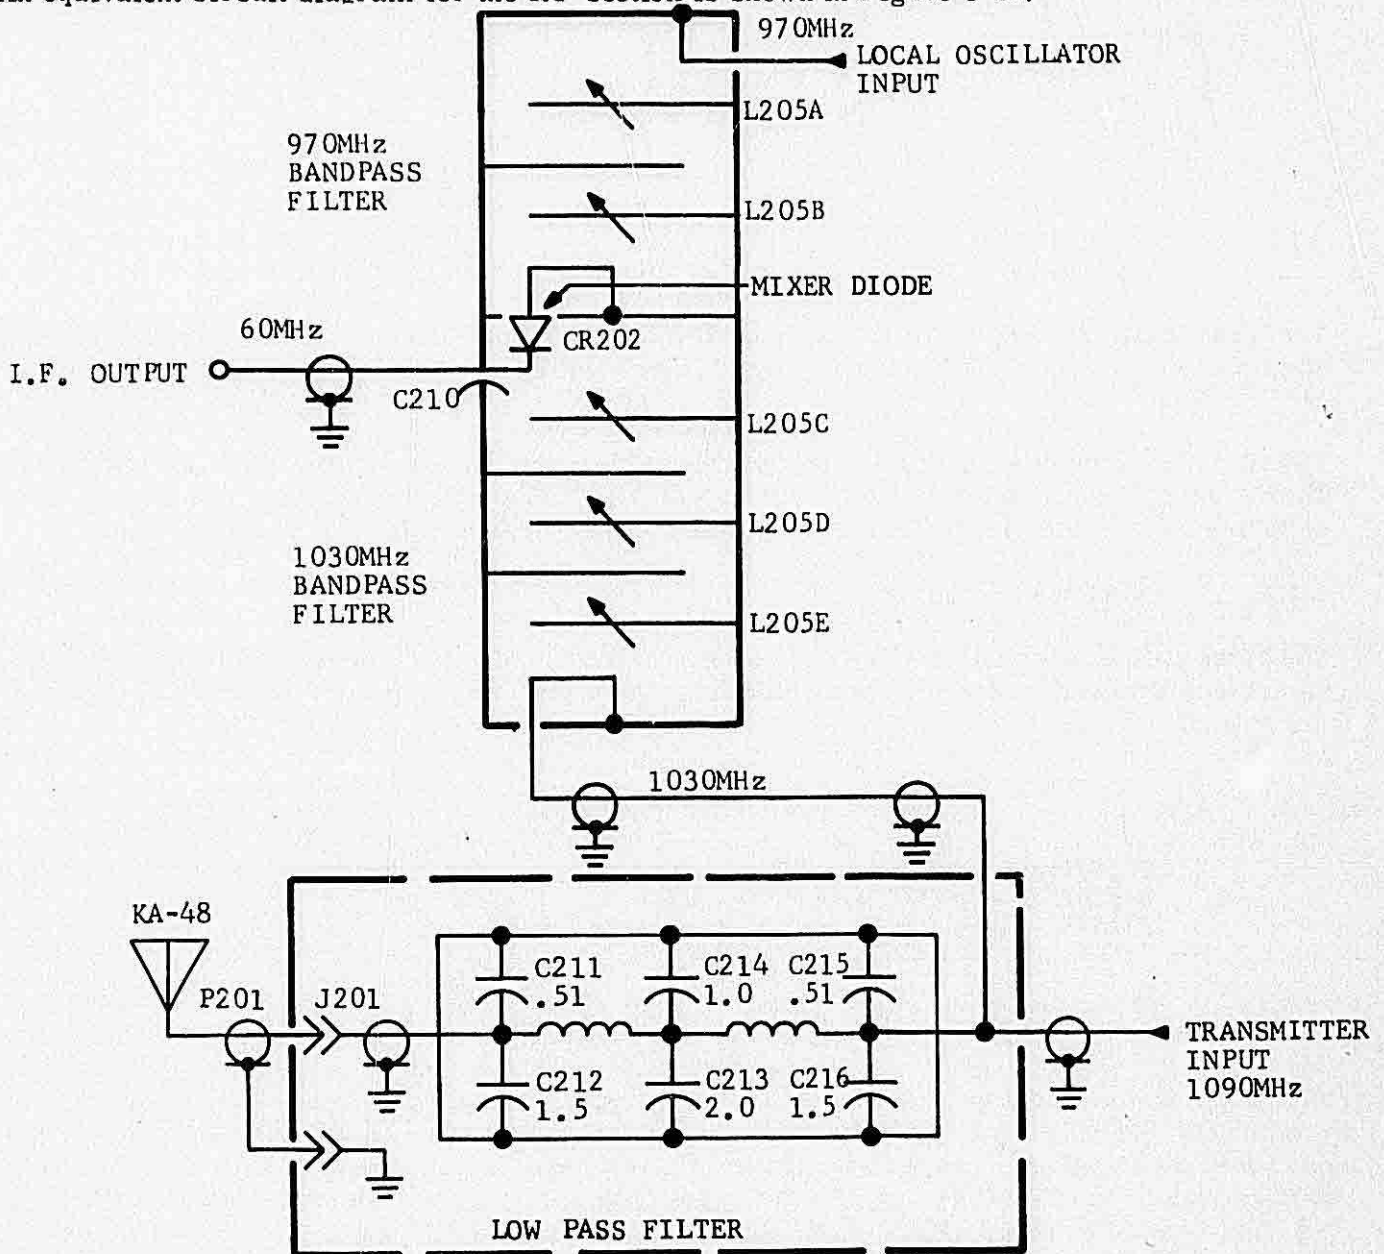 970MHz
LOCAL OSCILLATOR
INPUT
L205A
970MHz
BANDPASS
FILTER
L205B
MIXER DIODE
60MHz
CR202
I.F. OUTPUT
C210
L205C
L205D
1030MHz
BANDPASS
FILTER
L205E
1030MHz
KA-48
P201
J201
C211
.51
C214
1.0
C215
.51
TRANSMITTER
INPUT
1090MHz
C212
1.5
C213
2.0
C216
1.5
LOW PASS FILTER